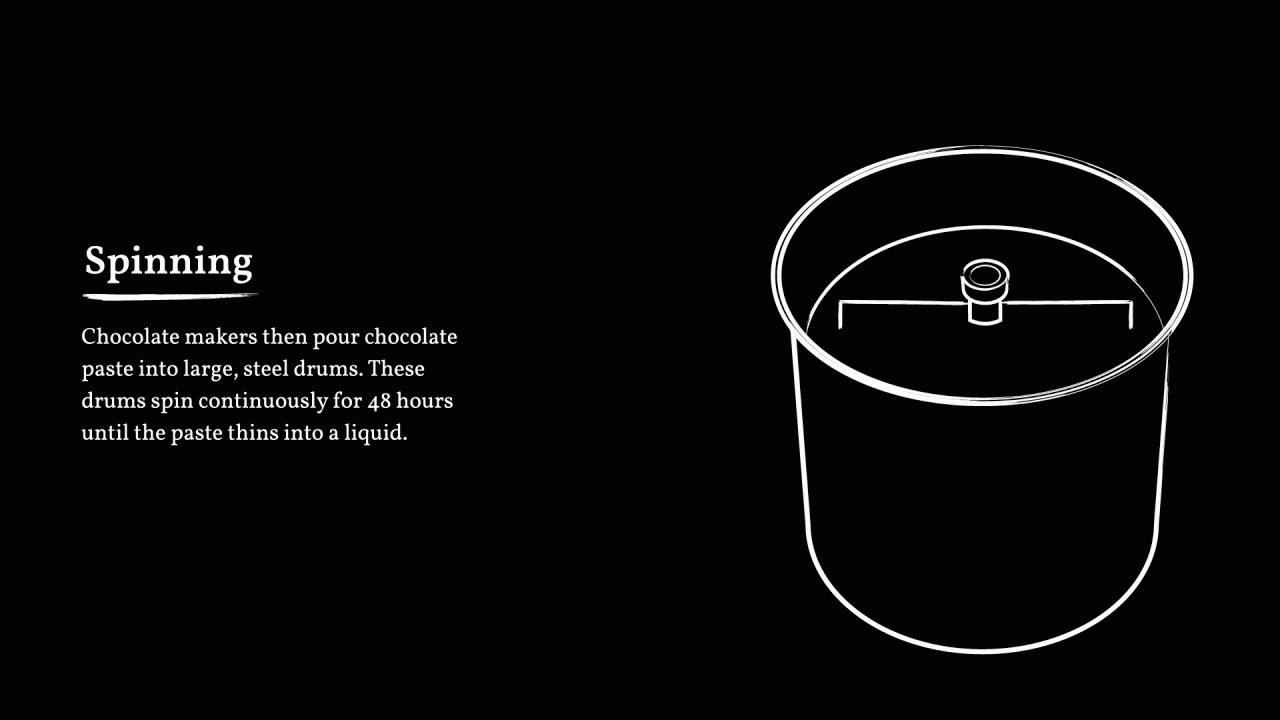 Spinning
Chocolate makers then pour chocolate
paste into large, steel drums. These
drums spin continuously for 48 hours
until the paste thins into a liquid.